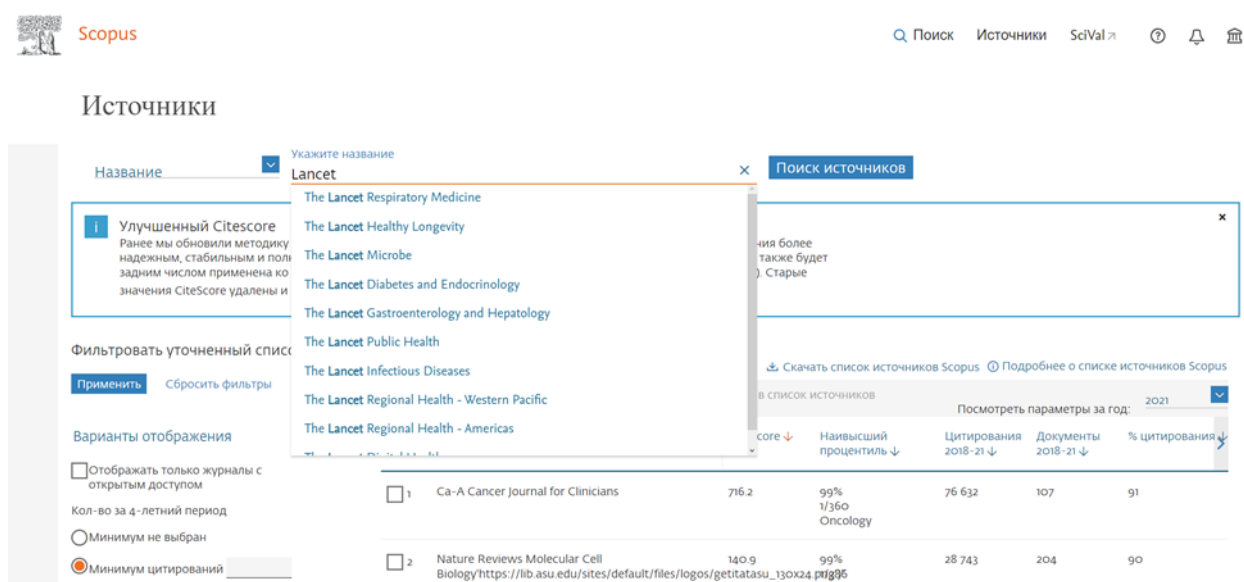 Scopus
Поиск Источники SciVal
Источники
Название
Укажите название
Lancet
Поиск источников
The Lancet Respiratory Medicine
The Lancet Healthy Longevity
The Lancet Microbe
The Lancet Diabetes and Endocrinology
The Lancet Gastroenterology and Hepatology
The Lancet Public Health
The Lancet Infectious Diseases
The Lancet Regional Health - Western Pacific
The Lancet Regional Health - Americas
Улучшенный Citescore
Ранее мы обновили методику
надежным, стабильным и
задним числом применена ко
значения CiteScore удалены и
более
также будет
). Старые
Фильтровать уточненный
Применить Сбросить фильтры
Скачать список источников Scopus Подробнее о списке источников Scopus
в список источников
Посмотреть параметры за год: 2021
Варианты отображения
Отображать только журналы с
открытым доступом
Кол-во за 4-летний период
Минимум не выбран
Минимум цитирований
core Наивысший Цитирования Документы % цитирования
процентиль 2018-21 2018-21
1 Ca-A Cancer Journal for Clinicians 716.2 99% 76 632 107 91
1/360
Oncology
2 Nature Reviews Molecular Cell 140.9 99% 28 743 204 90
Biology'https://lib.asu.edu/sites/default/files/logos/getitatasu_130x24.png